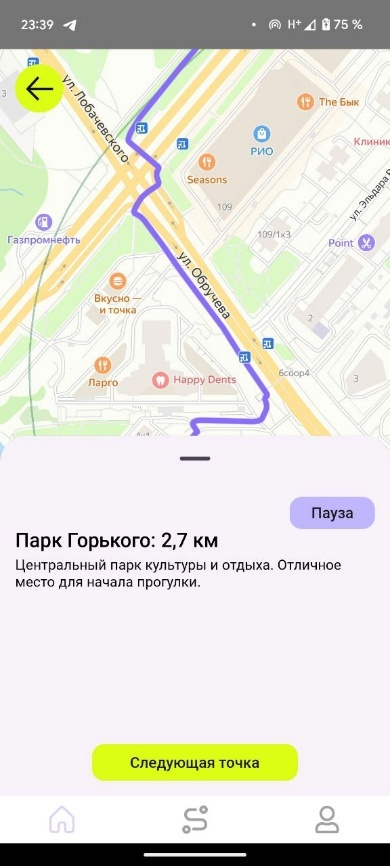 23:39
H+
75 %
3
ул. Лобачевского
The Бык
РИО
Клиник
Seasons
109
ул. Эльдара Р
Газпромнефть
109/1к3
Point
ул. Обручева
Вкусно —
и точка
2
Ларго
Happy Dents
6соор4
3
Пауза
Парк Горького: 2,7 км
Центральный парк культуры и отдыха. Отличное
место для начала прогулки.
Следующая точка